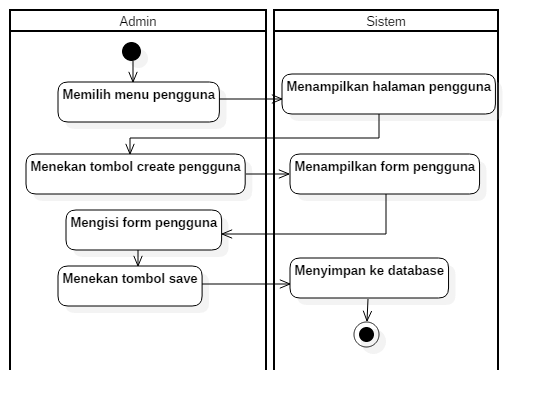 Admin
Sistem
Memilih menu pengguna
Menampilkan halaman pengguna
Menekan tombol create pengguna
Menampilkan form pengguna
Mengisi form pengguna
Menekan tombol save
Menyimpan ke database